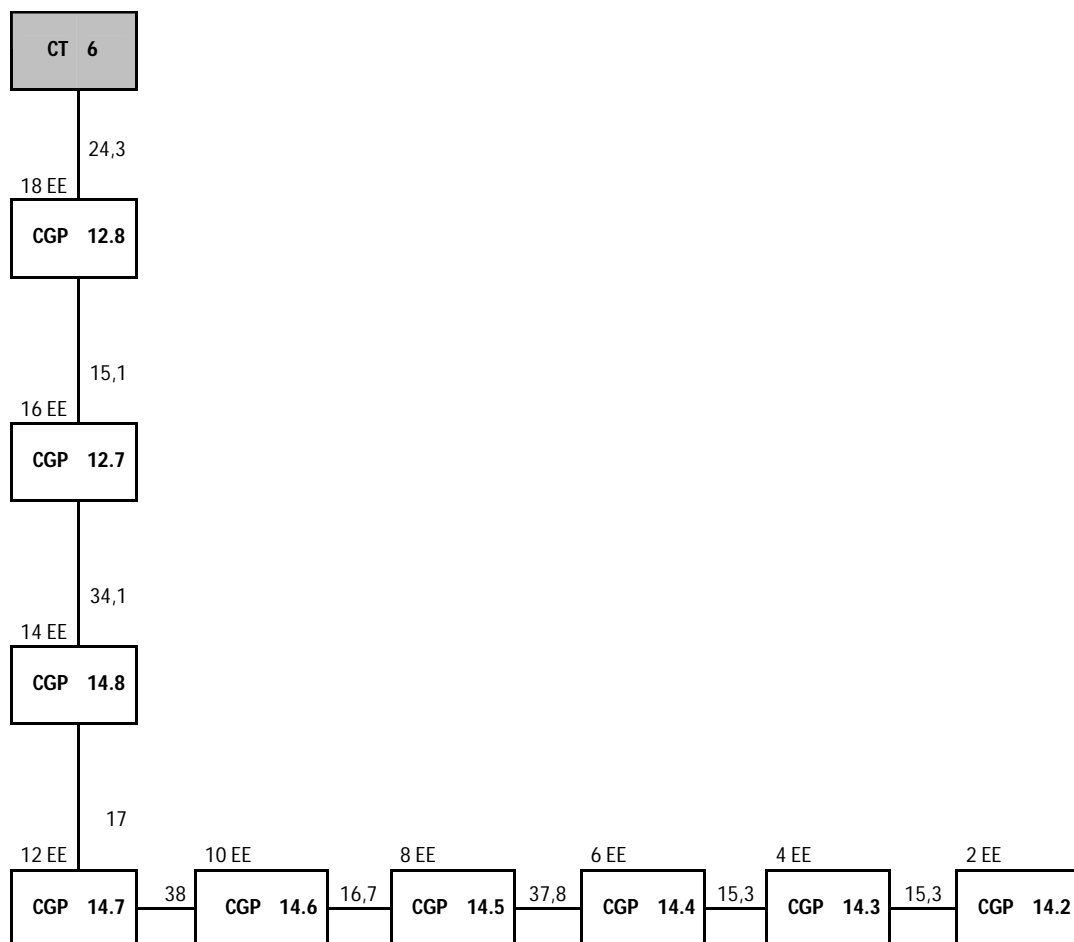 CT 6
24,3
18 EE
CGP 12.8
15,1
16 EE
CGP 12.7
34,1
14 EE
CGP 14.8
17
12 EE 10 EE 8 EE 6 EE 4 EE 2 EE
CGP 14.7 38 CGP 14.6 16,7 CGP 14.5 37,8 CGP 14.4 15,3 CGP 14.3 15,3 CGP 14.2